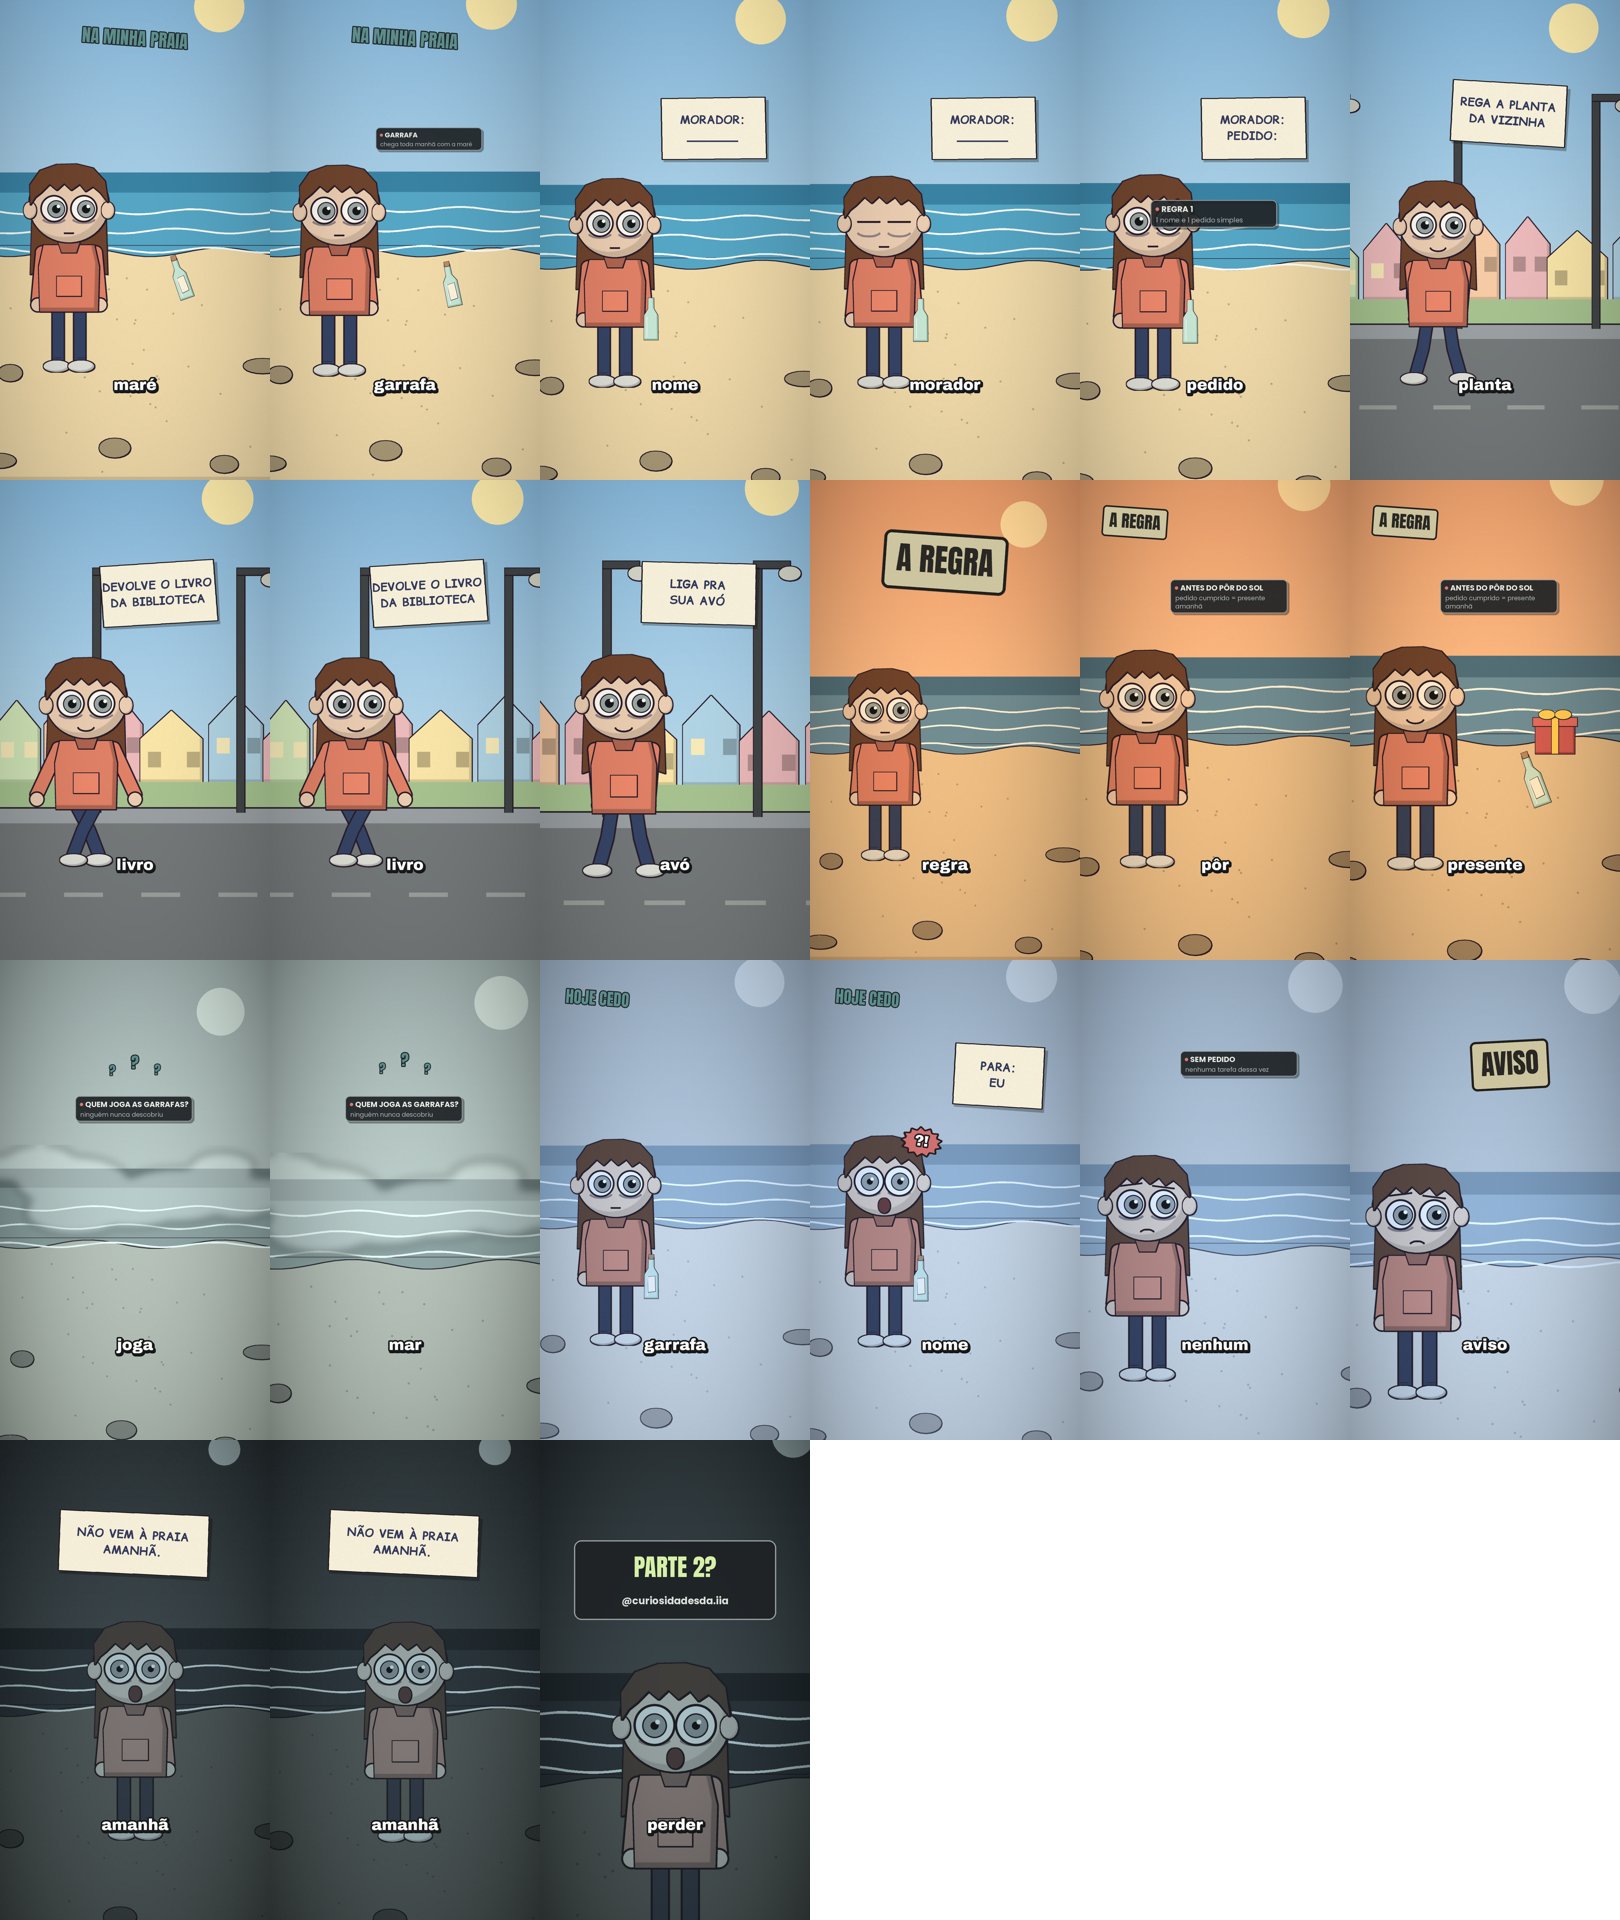 NA MINHA PRAIA
maré
NA MINHA PRAIA
GARRAFA
chega toda manhã com a maré
garrafa
MORADOR:
nome
MORADOR:
morador
MORADOR:
PEDIDO:
REGRA 1
1 nome e 1 pedido simples
pedido
REGA A PLANTA
DA VIZINHA
planta
DEVOLVE O LIVRO
DA BIBLIOTECA
livro
DEVOLVE O LIVRO
DA BIBLIOTECA
livro
LIGA PRA
SUA AVÓ
avó
A REGRA
regra
A REGRA
ANTES DO PÔR DO SOL
pedido cumprido = presente
amanhã
pôr
A REGRA
ANTES DO PÔR DO SOL
pedido cumprido = presente
amanhã
presente
? ? ?
QUEM JOGA AS GARRAFAS?
ninguém nunca descobriu
joga
? ? ?
QUEM JOGA AS GARRAFAS?
ninguém nunca descobriu
mar
HOJE CEDO
garrafa
HOJE CEDO
PARA:
EU
?!
nome
SEM PEDIDO
nenhuma tarefa dessa vez
nenhum
AVISO
aviso
NÃO VEM À PRAIA
AMANHÃ.
amanhã
NÃO VEM À PRAIA
AMANHÃ.
amanhã
PARTE 2?
@curiosidadesda.iia
perder